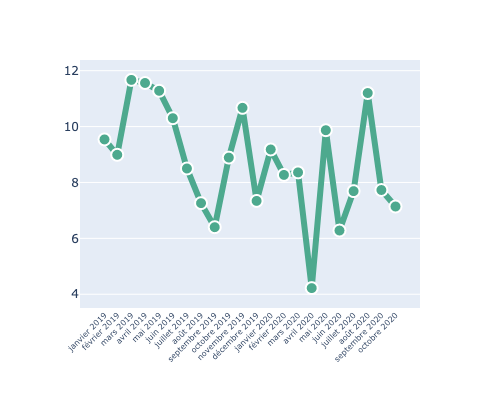 12
10
8
6
4
janvier 2019
février 2019
mars 2019
avril 2019
mai 2019
juin 2019
juillet 2019
août 2019
septembre 2019
octobre 2019
novembre 2019
décembre 2019
janvier 2020
février 2020
mars 2020
avril 2020
mai 2020
juin 2020
juillet 2020
août 2020
septembre 2020
octobre 2020